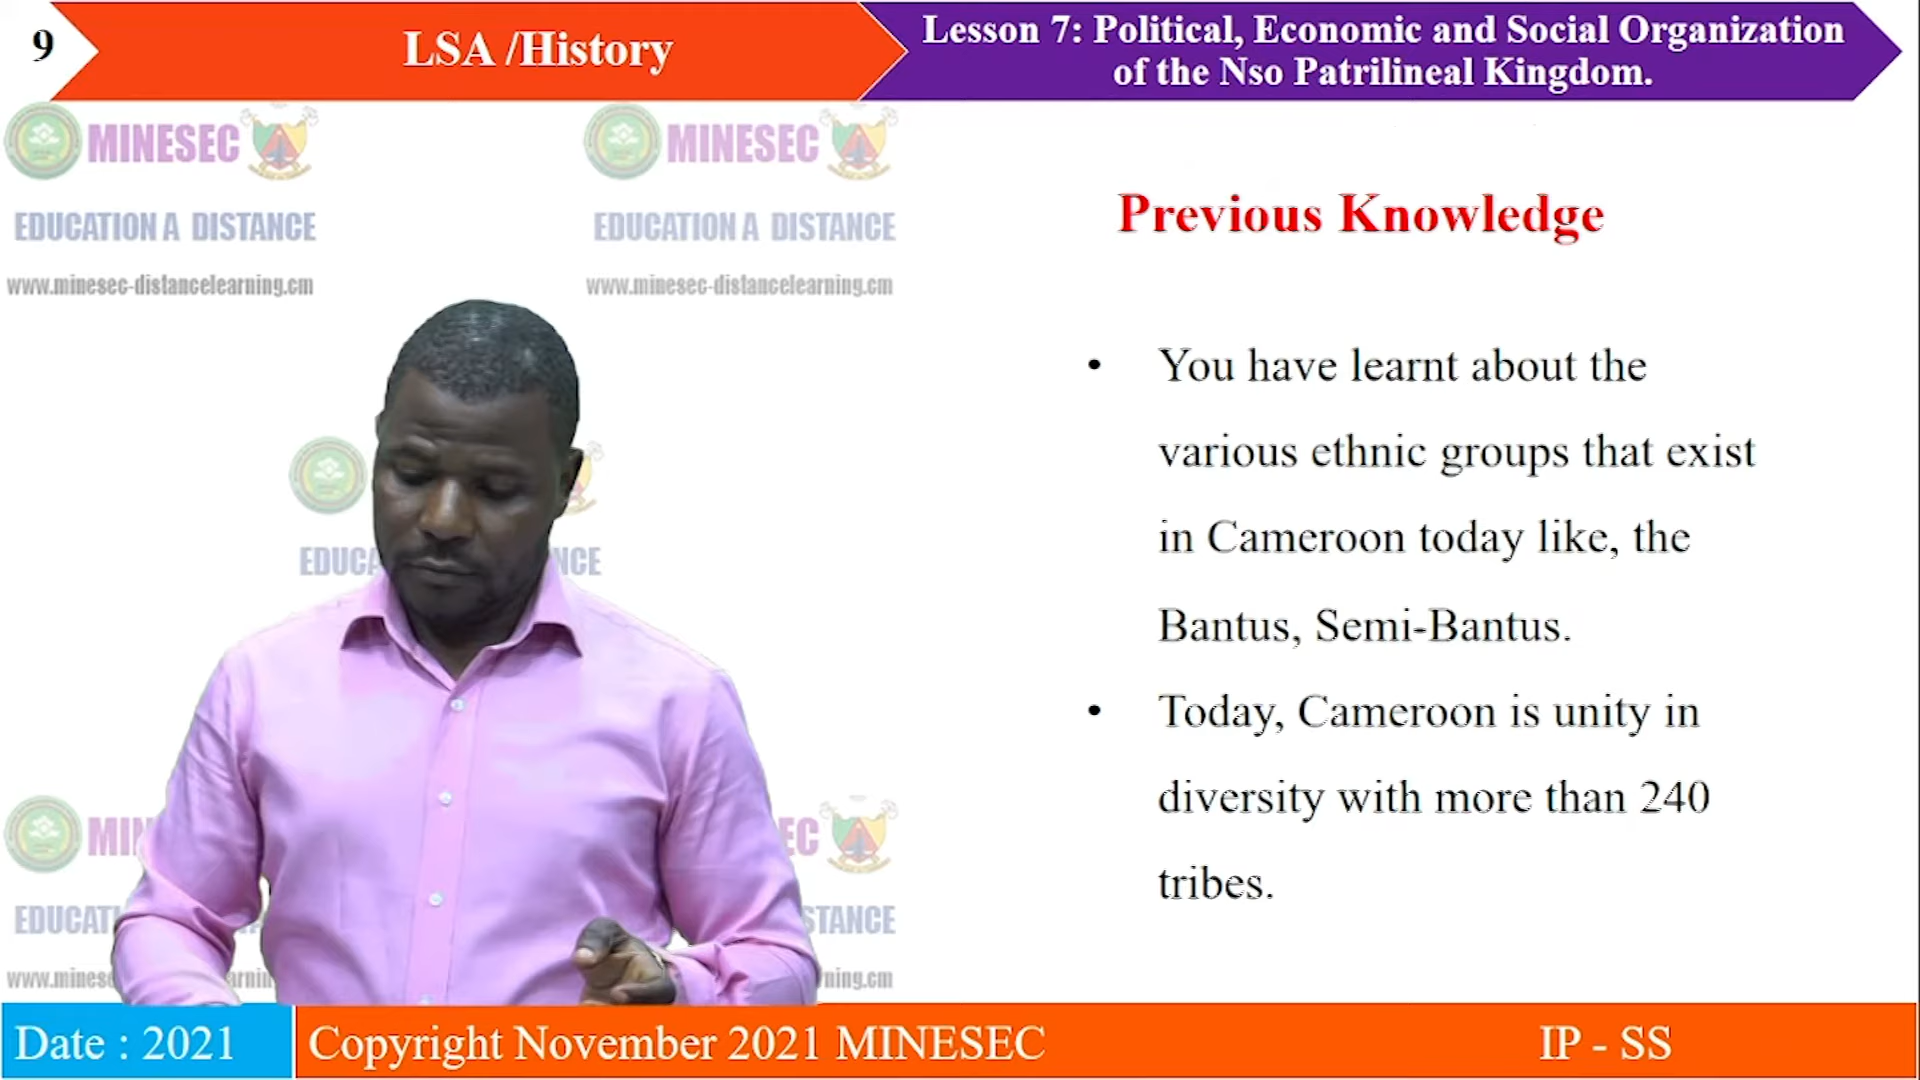 9
LSA /History
Lesson 7: Political, Economic and Social Organization
of the Nso Patrilineal Kingdom.
MINESEC
EDUCATION A DISTANCE
www.minesec-distancelearning.cm
MINESEC
EDUCATION A DISTANCE
www.minesec-distancelearning.cm
Previous Knowledge
• You have learnt about the
various ethnic groups that exist
in Cameroon today like, the
Bantus, Semi-Bantus.
• Today, Cameroon is unity in
diversity with more than 240
tribes.
Date : 2021
Copyright November 2021 MINESEC
IP - SS